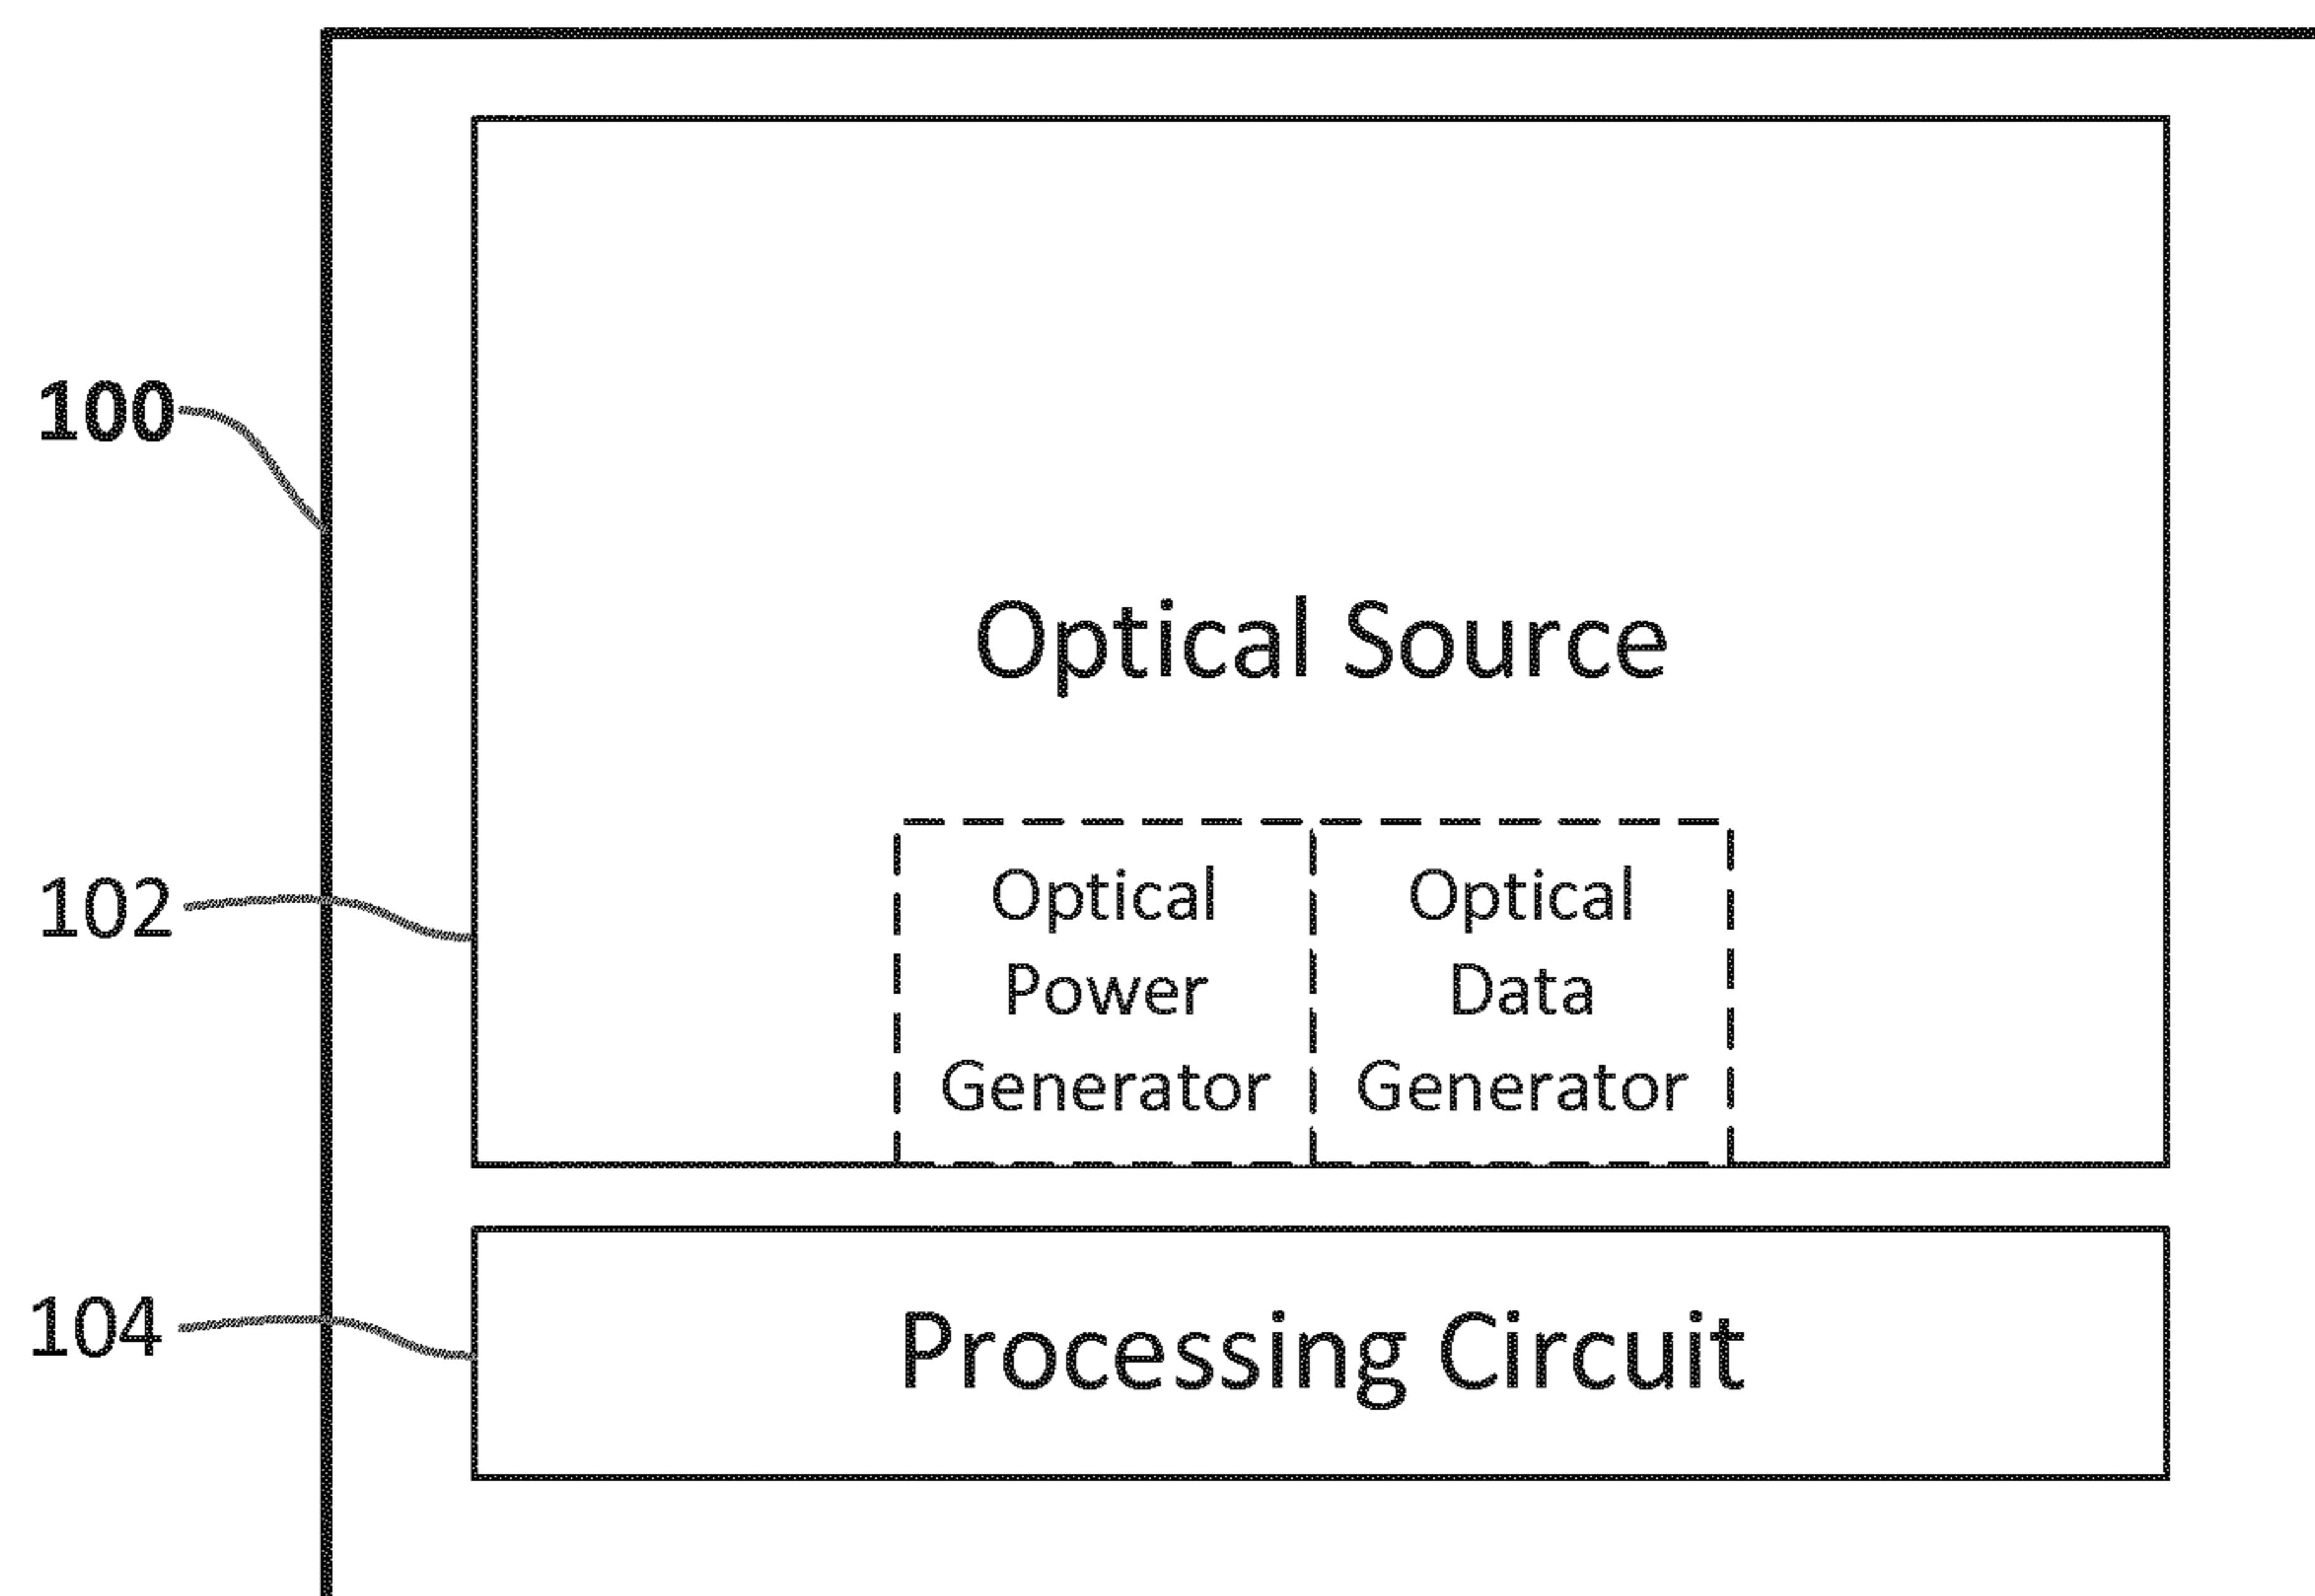 100
Optical Source
102
Optical
Power
Generator
Optical
Data
Generator
104
Processing Circuit